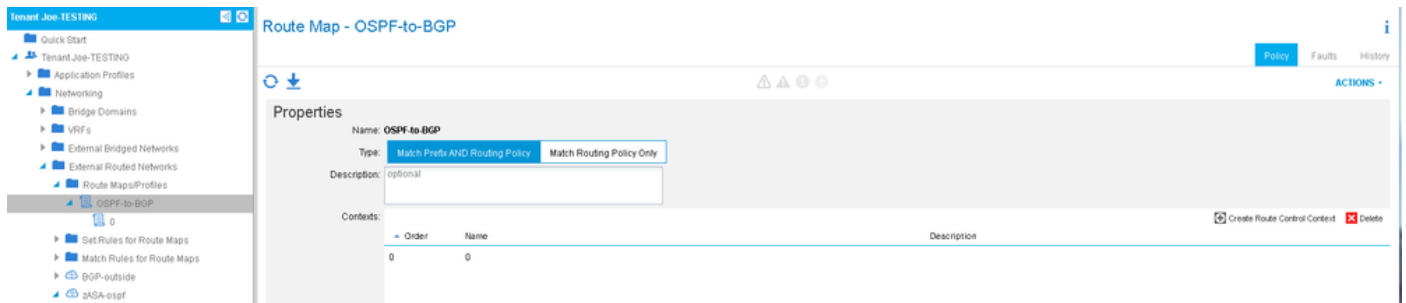 Tenant Joe-TESTING
Quick Start
Tenant Joe-TESTING
Application Profiles
Networking
Bridge Domains
VRFs
External Bridged Networks
External Routed Networks
Route Maps/Profiles
OSPF-to-BGP
0
Set Rules for Route Maps
Match Rules for Route Maps
BGP-outside
zASA-ospf
Route Map - OSPF-to-BGP
i
Policy Faults History
ACTIONS
Properties
Name: OSPF-to-BGP
Type: Match Prefix AND Routing Policy Match Routing Policy Only
Description: optional
Contexts:
Create Route Control Context Delete
Order Name Description
0 0